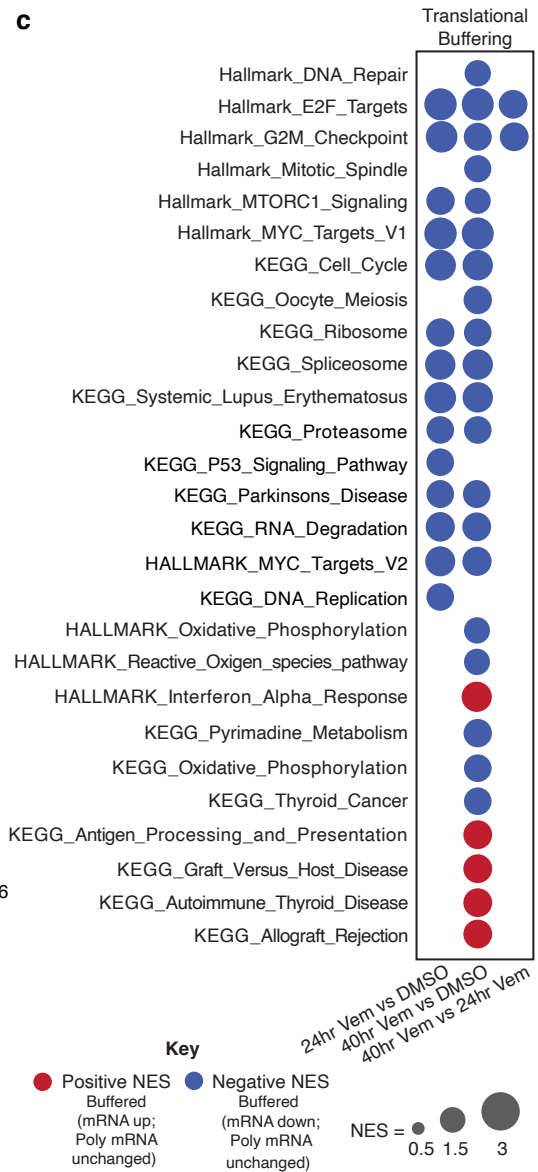 c
Translational
Buffering
Hallmark_DNA_Repair
Hallmark_E2F_Targets
Hallmark_G2M_Checkpoint
Hallmark_Mitotic_Spindle
Hallmark_MTORC1_Signaling
Hallmark_MYC_Targets_V1
KEGG_Cell_Cycle
KEGG_Oocyte_Meiosis
KEGG_Ribosome
KEGG_Spliceosome
KEGG_Systemic_Lupus_Erythematosus
KEGG_Proteasome
KEGG_P53_Signaling_Pathway
KEGG_Parkinsons_Disease
KEGG_RNA_Degradation
HALLMARK_MYC_Targets_V2
KEGG_DNA_Replication
HALLMARK_Oxidative_Phosphorylation
HALLMARK_Reactive_Oxigen_species_pathway
HALLMARK_Interferon_Alpha_Response
KEGG_Pyrimadine_Metabolism
KEGG_Oxidative_Phosphorylation
KEGG_Thyroid_Cancer
KEGG_Antigen_Processing_and_Presentation
KEGG_Graft_Versus_Host_Disease
6
KEGG_Autoimmune_Thyroid_Disease
KEGG_Allograft_Rejection
24hr Vem vs DMSO
40hr Vem vs DMSO
40hr Vem vs 24hr Vem
Key
Positive NES
Buffered
(mRNA up;
Poly mRNA
unchanged)
Negative NES
Buffered
(mRNA down;
Poly mRNA
unchanged)
NES =
0.5 1.5 3